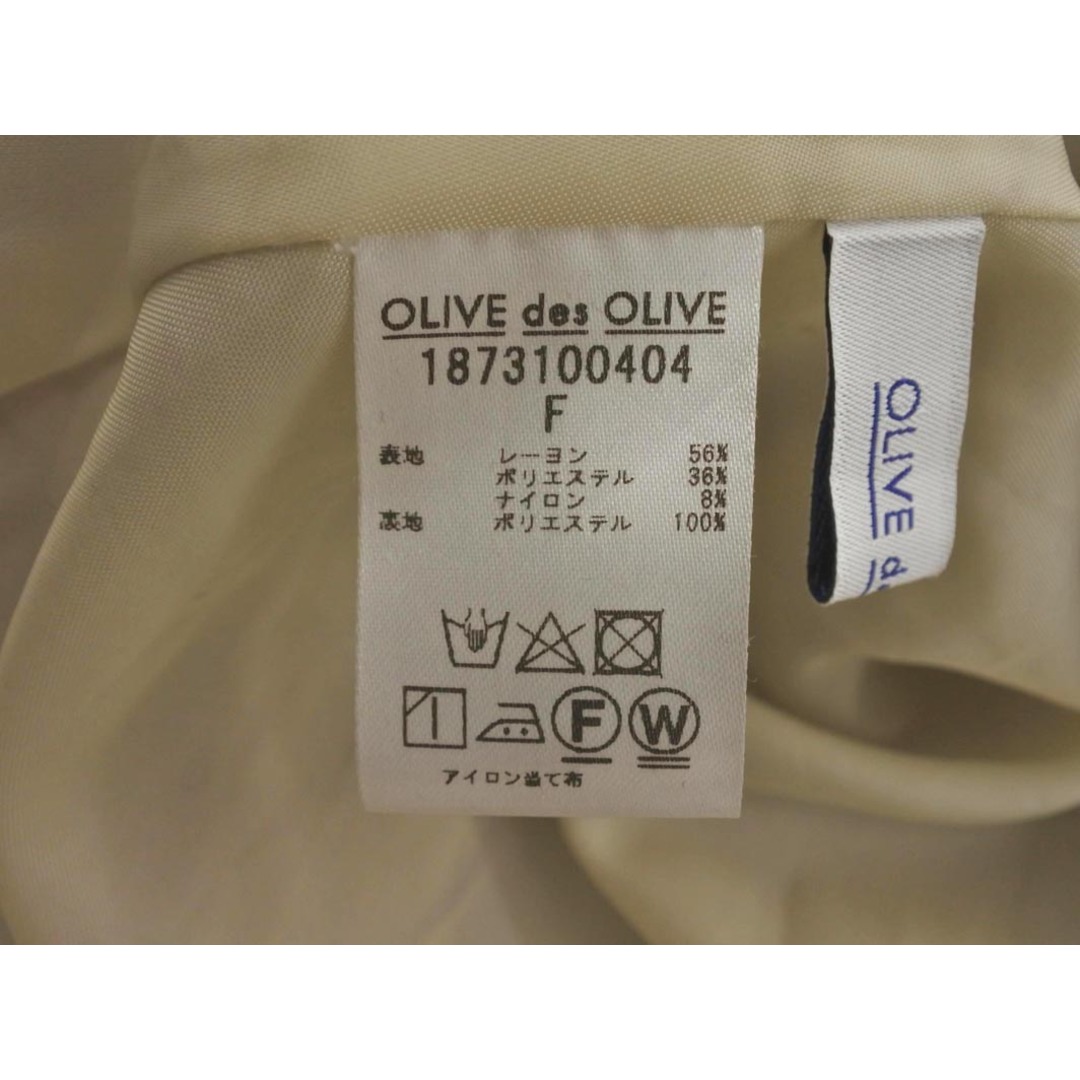 OLIVE des OLIVE
1873100404
F
表地 レーヨン 56%
ポリエステル 36%
ナイロン 8%
裏地 ポリエステル 100%
F W
アイロン当て布
OLIVE de